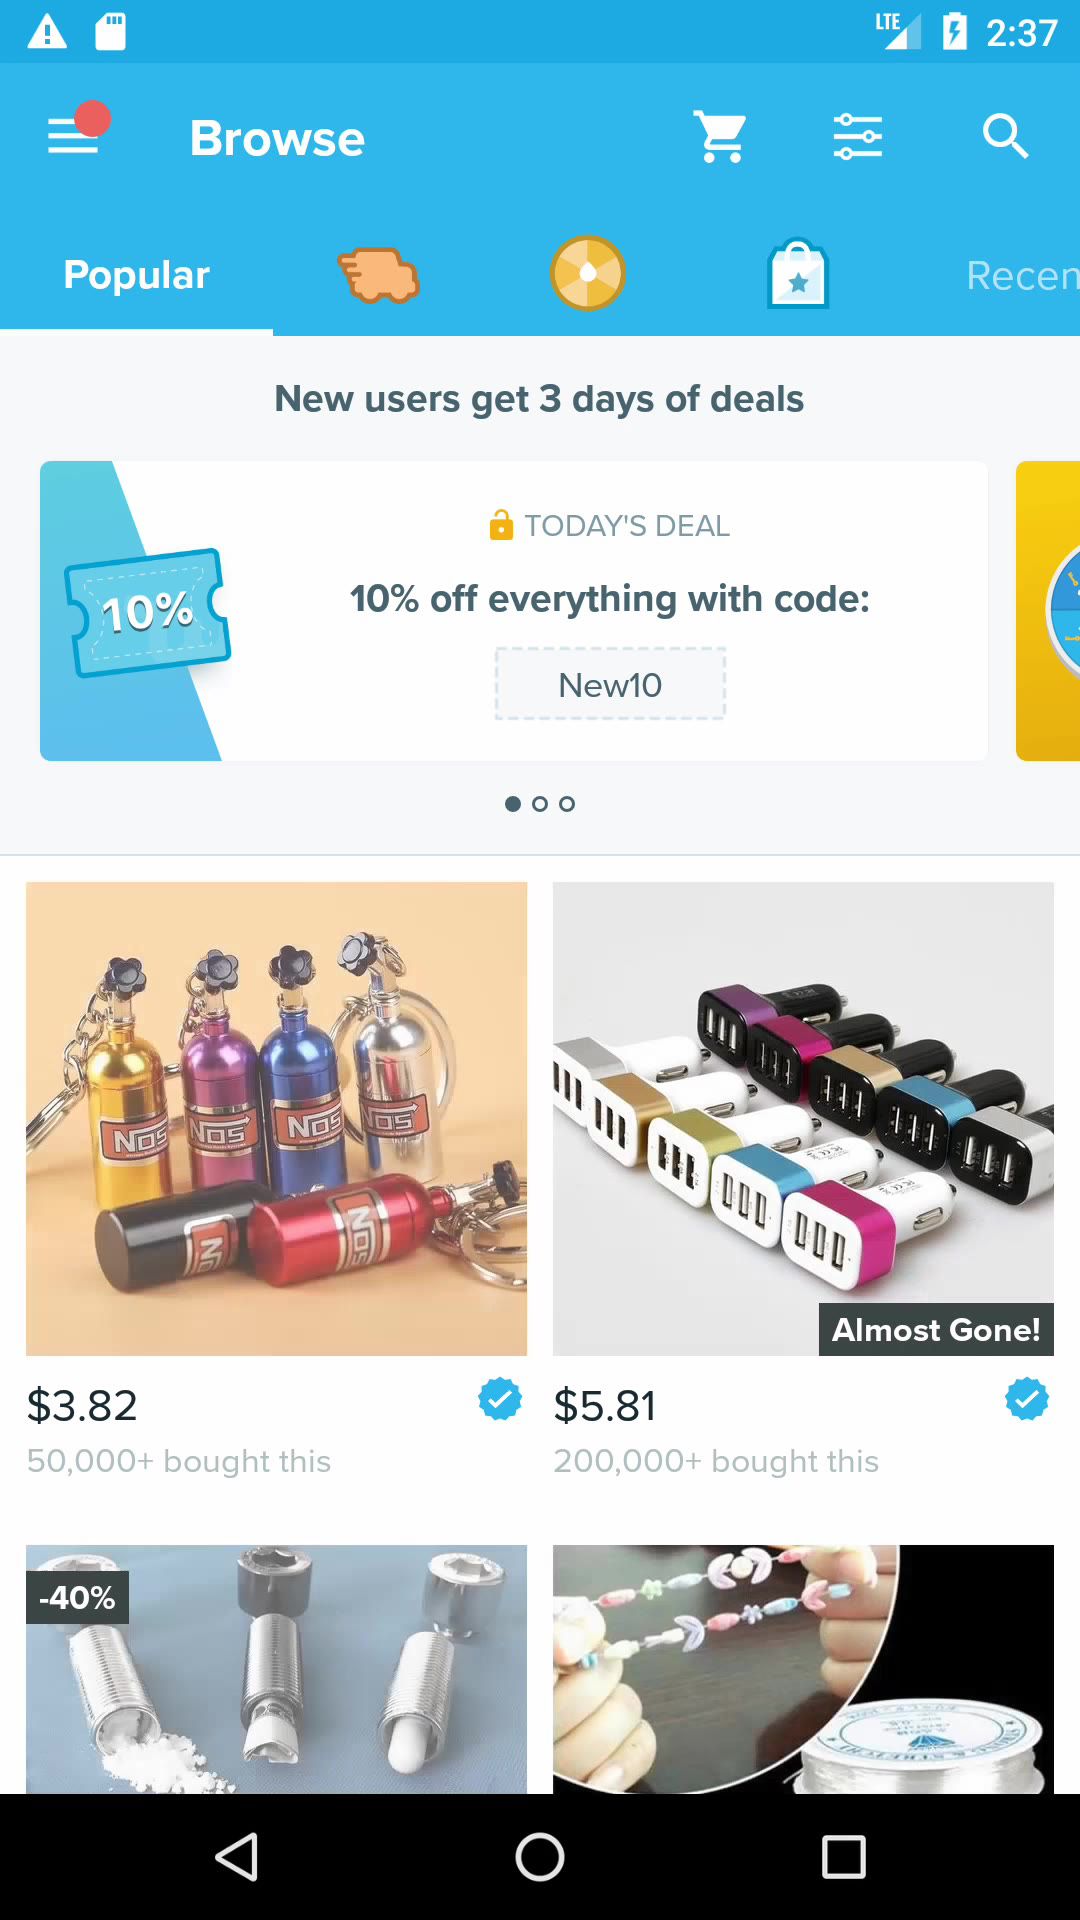 LTE 2:37
Browse
Popular
Recen
New users get 3 days of deals
TODAY'S DEAL
10% off everything with code:
10%
New10
NOS NOS NOS NOS
NOS NOS
Almost Gone!
$3.82
$5.81
50,000+ bought this
200,000+ bought this
-40%